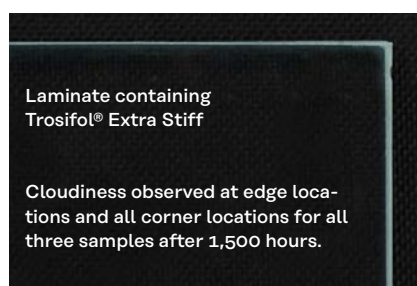 Laminate containing
Trosifol® Extra Stiff
Cloudiness observed at edge loca-
tions and all corner locations for all
three samples after 1,500 hours.